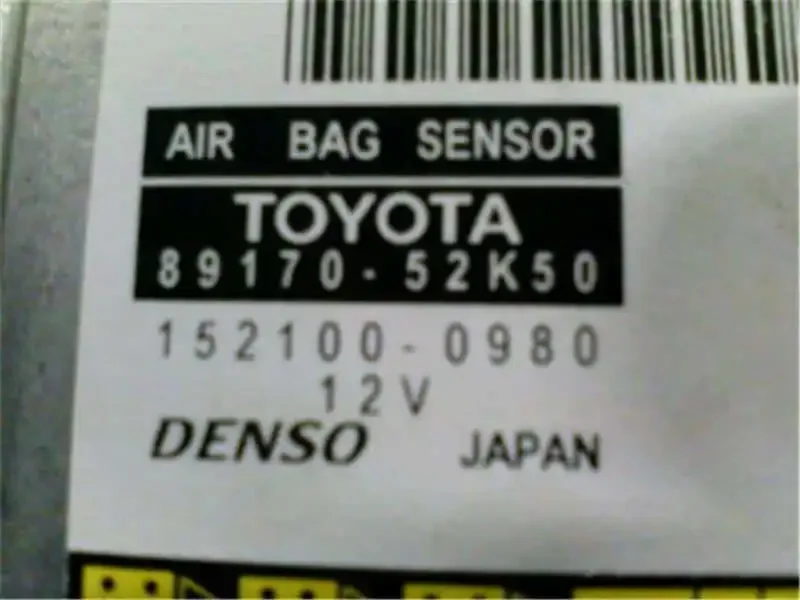 AIR BAG SENSOR
TOYOTA
89170-52K50
152100-0980
12V
DENSO JAPAN